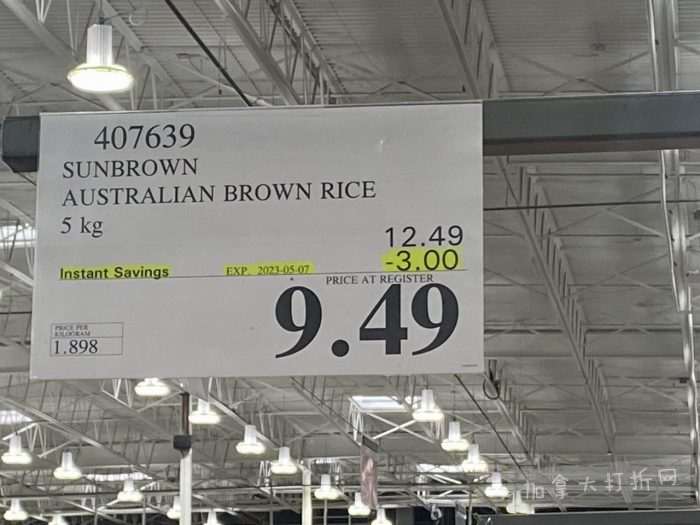 407639
SUNBROWN
AUSTRALIAN BROWN RICE
5 kg
12.49
Instant Savings EXP. 2023-05-07 -3.00
PRICE AT REGISTER
9.49
PRICE PER
KILOGRAM
1.898
加拿大打折网